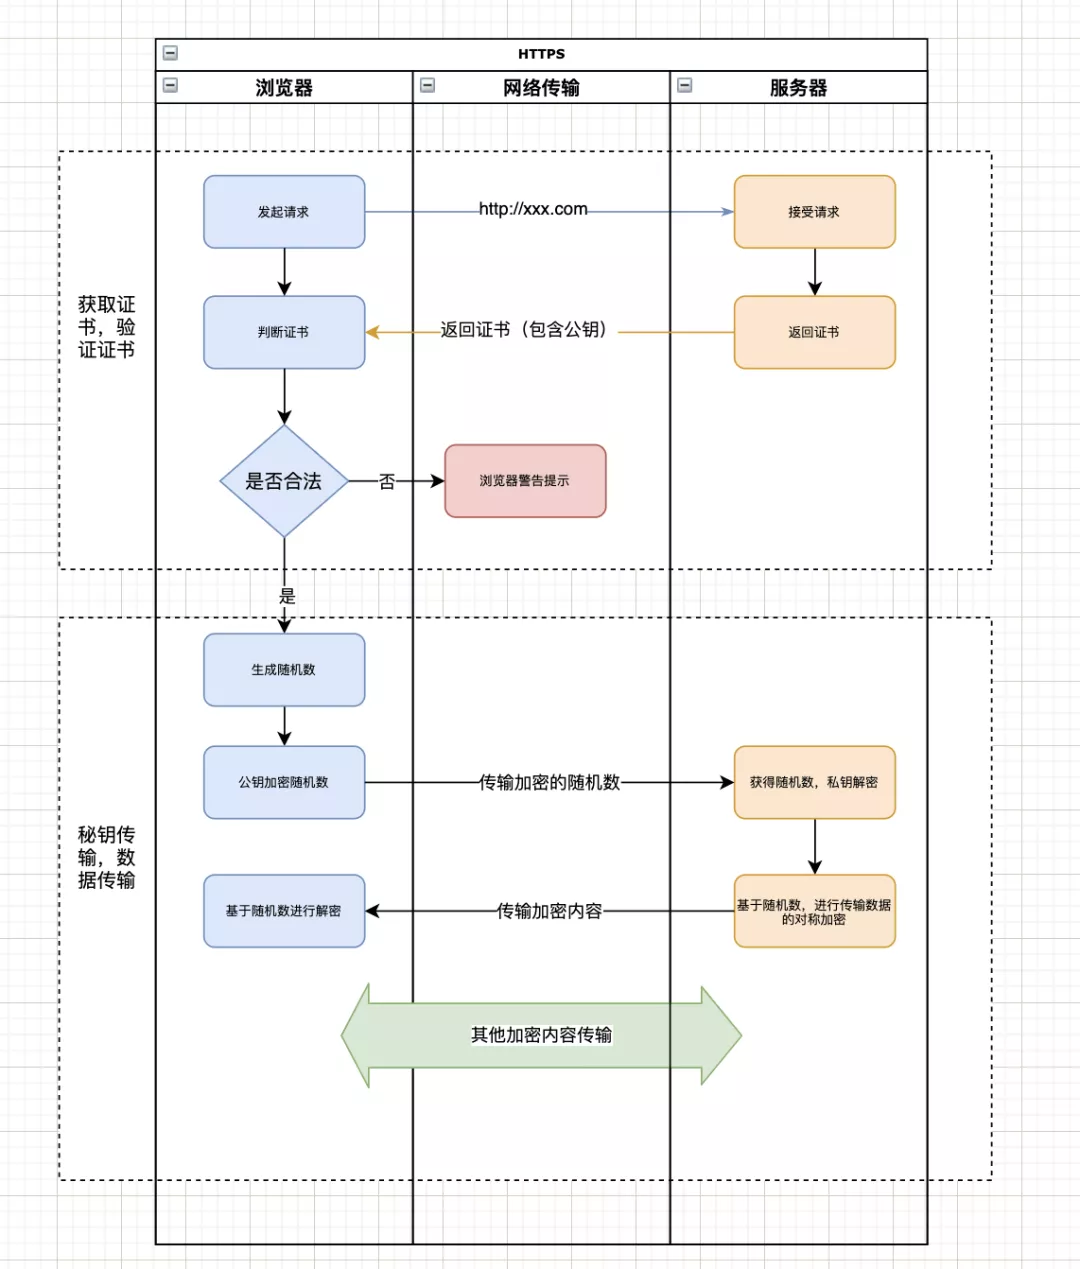 HTTPS
浏览器
网络传输
服务器
发起请求
http://xxx.com
接受请求
获取证
书，验
证证书
判断证书
返回证书（包含公钥）
返回证书
是否合法
否
浏览器警告提示
是
生成随机数
公钥加密随机数
传输加密的随机数
获得随机数，私钥解密
秘钥传
输，数
据传输
基于随机数进行解密
传输加密内容
基于随机数，进行传输数据
的对称加密
其他加密内容传输